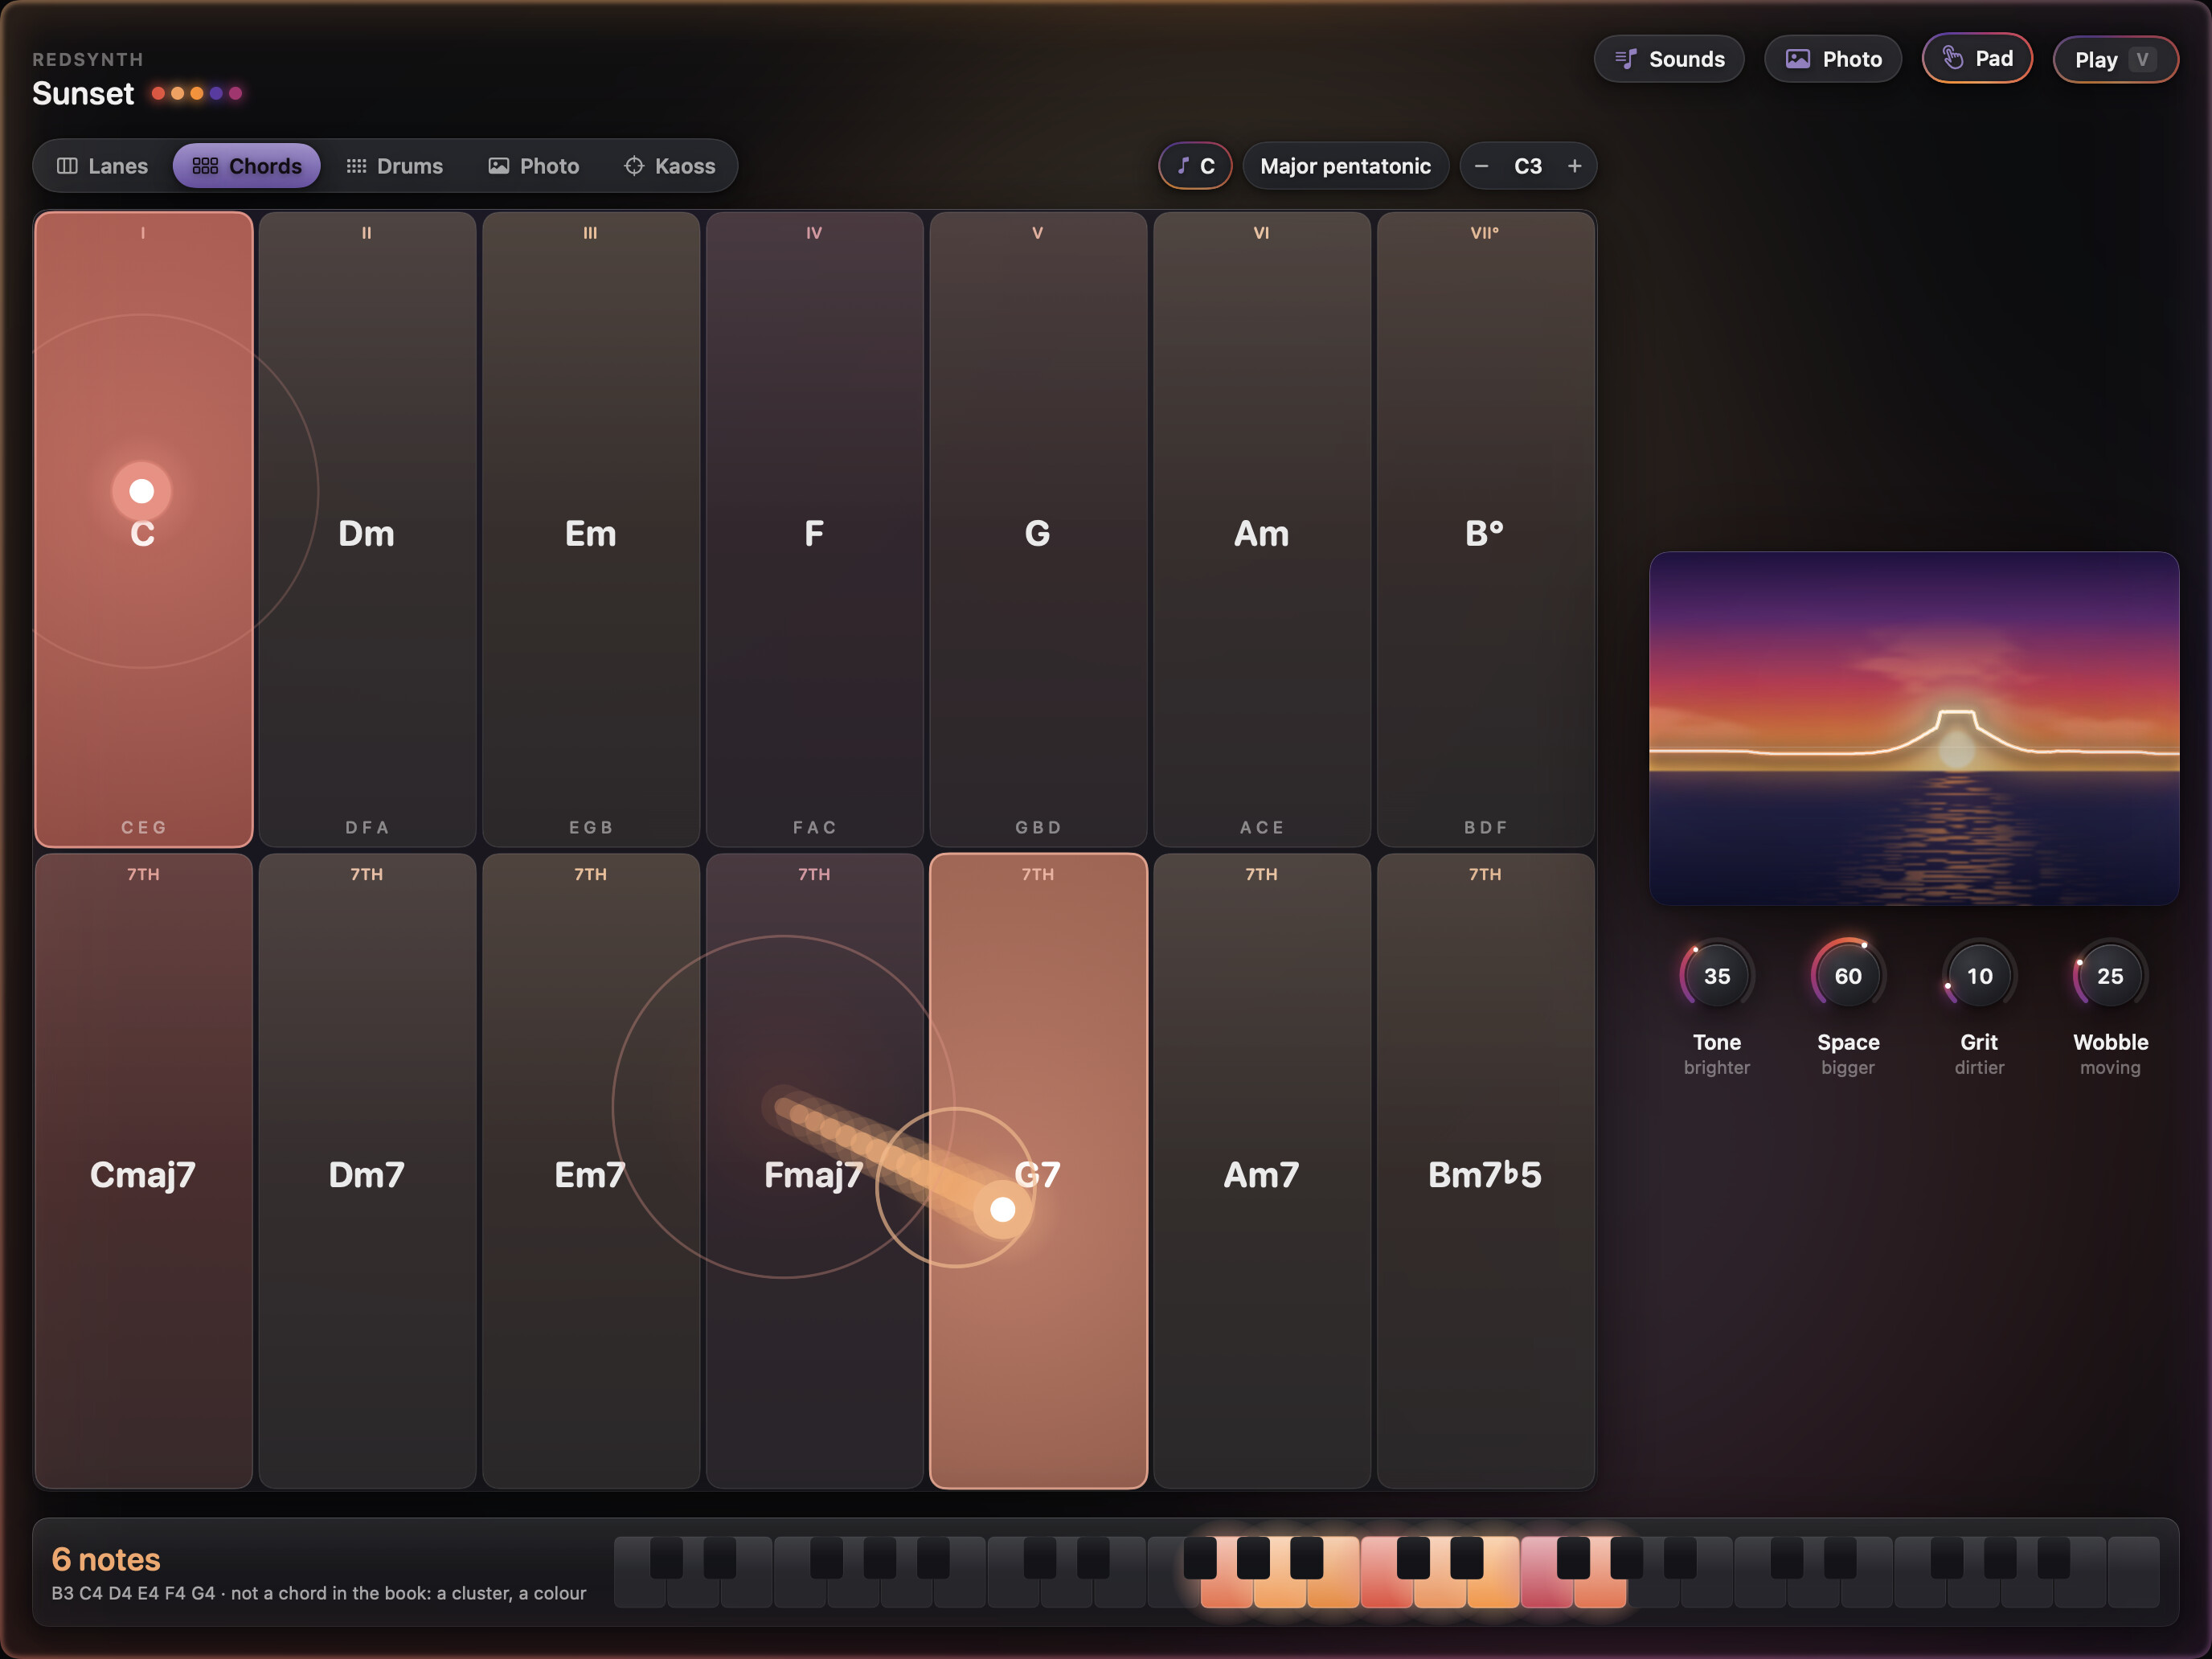 REDSYNTH
Sunset
Sounds
Photo
Pad
Play V
Lanes
Chords
Drums
Photo
Kaoss
C
Major pentatonic
− C3 +
I
II
III
IV
V
VI
VII°
C
Dm
Em
F
G
Am
B°
C E G
D F A
E G B
F A C
G B D
A C E
B D F
7TH
7TH
7TH
7TH
7TH
7TH
7TH
Cmaj7
Dm7
Em7
Fmaj7
G7
Am7
Bm7♭5
35
60
10
25
Tone
Space
Grit
Wobble
brighter
bigger
dirtier
moving
6 notes
B3 C4 D4 E4 F4 G4 · not a chord in the book: a cluster, a colour